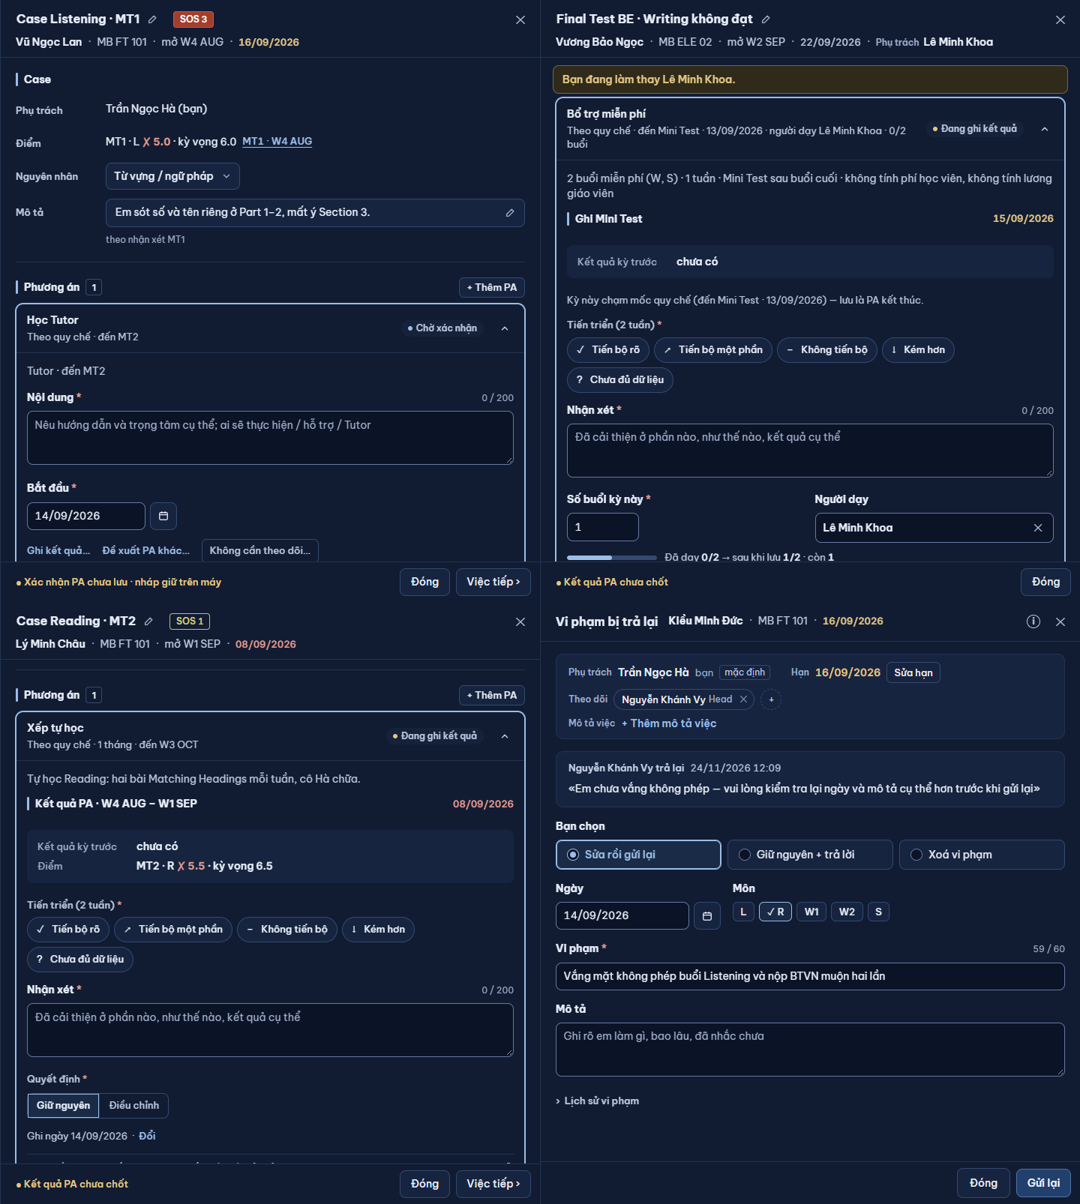 Case Listening · MT1 SOS 3
Vũ Ngọc Lan · MB FT 101 · mở W4 AUG · 16/09/2026
Case
Phụ trách Trần Ngọc Hà (bạn)
Điểm MT1 · L ✗ 5.0 · kỳ vọng 6.0 MT1 · W4 AUG
Nguyên nhân Từ vựng / ngữ pháp
Mô tả Em sót số và tên riêng ở Part 1–2, mất ý Section 3.
theo nhận xét MT1
Phương án 1 + Thêm PA
Học Tutor
Theo quy chế · đến MT2
Chờ xác nhận
Tutor · đến MT2
Nội dung * 0 / 200
Nêu hướng dẫn và trọng tâm cụ thể; ai sẽ thực hiện / hỗ trợ / Tutor
Bắt đầu *
14/09/2026
Ghi kết quả... Đề xuất PA khác... Không cần theo dõi...
Xác nhận PA chưa lưu · nháp giữ trên máy Đóng Việc tiếp ›
Final Test BE · Writing không đạt
Vương Bảo Ngọc · MB ELE 02 · mở W2 SEP · 22/09/2026 · Phụ trách Lê Minh Khoa
Bạn đang làm thay Lê Minh Khoa.
Bổ trợ miễn phí
Theo quy chế · đến Mini Test · 13/09/2026 · người dạy Lê Minh Khoa · 0/2
buổi
Đang ghi kết quả
2 buổi miễn phí (W, S) · 1 tuần · Mini Test sau buổi cuối · không tính phí học viên, không tính lương
giáo viên
Ghi Mini Test 15/09/2026
Kết quả kỳ trước chưa có
Kỳ này chạm mốc quy chế (đến Mini Test · 13/09/2026) — lưu là PA kết thúc.
Tiến triển (2 tuần) *
✓ Tiến bộ rõ ↗ Tiến bộ một phần – Không tiến bộ ↓ Kém hơn
? Chưa đủ dữ liệu
Nhận xét * 0 / 200
Đã cải thiện ở phần nào, như thế nào, kết quả cụ thể
Số buổi kỳ này * Người dạy
1 Lê Minh Khoa
Đã dạy 0/2 → sau khi lưu 1/2 · còn 1
Kết quả PA chưa chốt Đóng
Case Reading · MT2 SOS 1
Lý Minh Châu · MB FT 101 · mở W1 SEP · 08/09/2026
Phương án 1 + Thêm PA
Xếp tự học
Theo quy chế · 1 tháng · đến W3 OCT
Đang ghi kết quả
Tự học Reading: hai bài Matching Headings mỗi tuần, cô Hà chữa.
Kết quả PA · W4 AUG – W1 SEP 08/09/2026
Kết quả kỳ trước chưa có
Điểm MT2 · R ✗ 5.5 · kỳ vọng 6.5
Tiến triển (2 tuần) *
✓ Tiến bộ rõ ↗ Tiến bộ một phần – Không tiến bộ ↓ Kém hơn
? Chưa đủ dữ liệu
Nhận xét * 0 / 200
Đã cải thiện ở phần nào, như thế nào, kết quả cụ thể
Quyết định *
Giữ nguyên Điều chỉnh
Ghi ngày 14/09/2026 · Đổi
Kết quả PA chưa chốt Đóng Việc tiếp ›
Vi phạm bị trả lại Kiều Minh Đức · MB FT 101 · 16/09/2026
Phụ trách Trần Ngọc Hà bạn mặc định Hạn 16/09/2026 Sửa hạn
Theo dõi Nguyễn Khánh Vy Head +
Mô tả việc + Thêm mô tả việc
Nguyễn Khánh Vy trả lại 24/11/2026 12:09
«Em chưa vắng không phép — vui lòng kiểm tra lại ngày và mô tả cụ thể hơn trước khi gửi lại»
Bạn chọn
Sửa rồi gửi lại Giữ nguyên + trả lời Xoá vi phạm
Ngày Môn
14/09/2026 L ✓ R W1 W2 S
Vi phạm * 59 / 60
Vắng mặt không phép buổi Listening và nộp BTVN muộn hai lần
Mô tả
Ghi rõ em làm gì, bao lâu, đã nhắc chưa
› Lịch sử vi phạm
Đóng Gửi lại